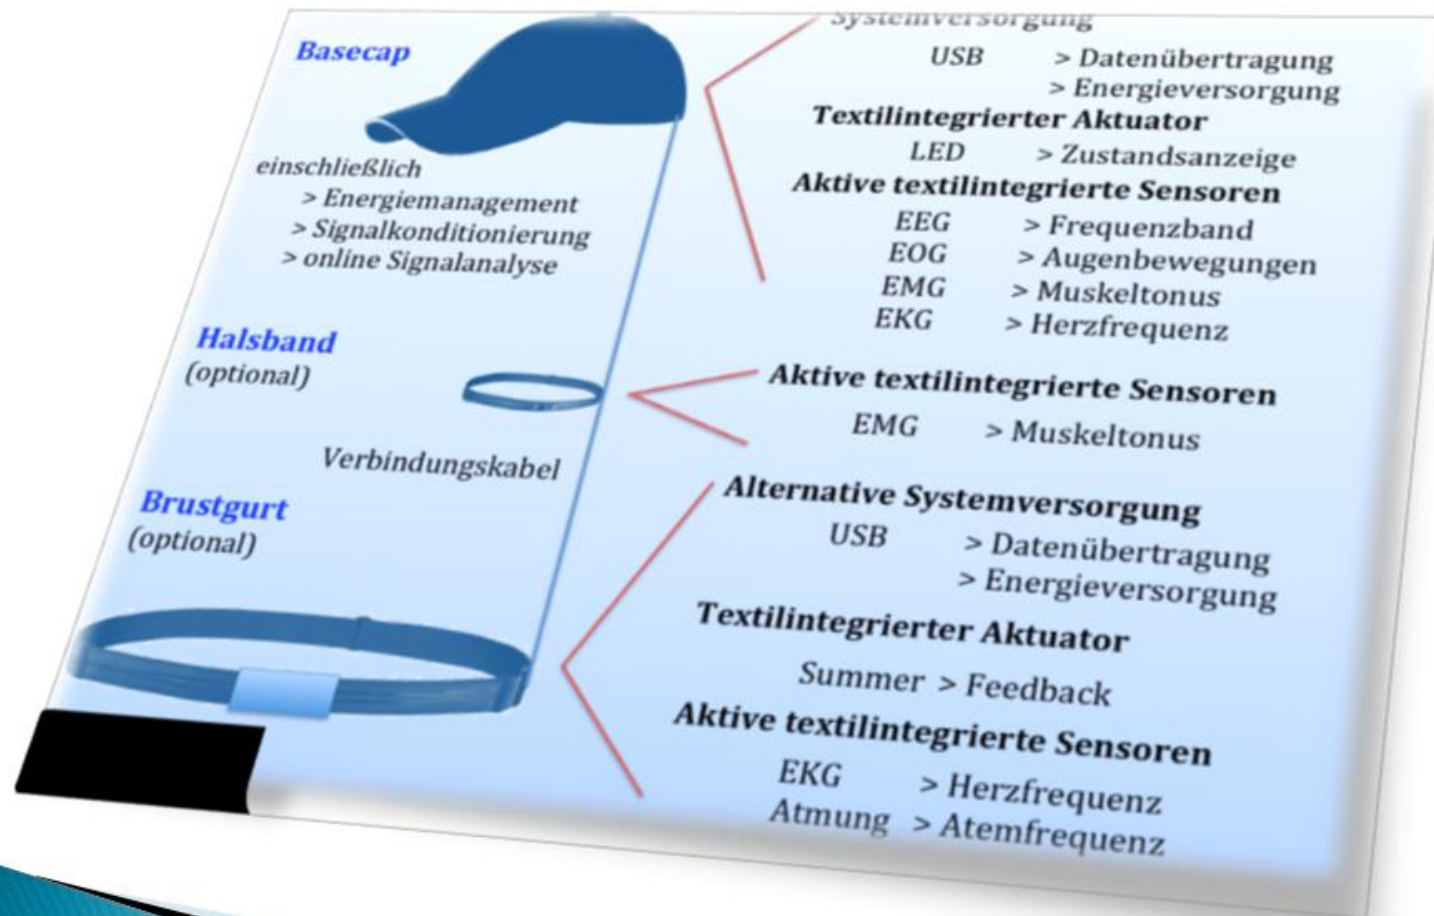 Basecap
einschließlich
> Energiemanagement
> Signalkonditionierung
> online Signalanalyse
Systemversorgung
USB > Datenübertragung
> Energieversorgung
Textilintegrierter Aktuator
LED > Zustandsanzeige
Aktive textilintegrierte Sensoren
EEG > Frequenzband
EOG > Augenbewegungen
EMG > Muskeltonus
EKG > Herzfrequenz
Halsband
(optional)
Aktive textilintegrierte Sensoren
EMG > Muskeltonus
Verbindungskabel
Brustgurt
(optional)
Alternative Systemversorgung
USB > Datenübertragung
> Energieversorgung
Textilintegrierter Aktuator
Summer > Feedback
Aktive textilintegrierte Sensoren
EKG > Herzfrequenz
Atmung > Atemfrequenz